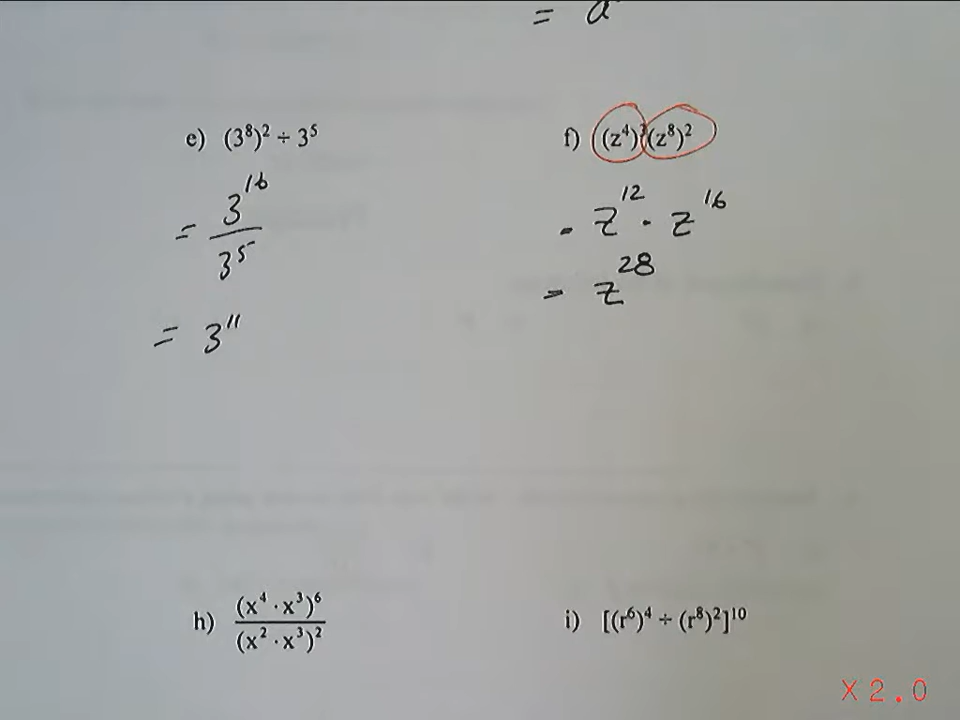 = a
e) (3⁸)² ÷ 3⁵
= 3¹⁶ / 3⁵
= 3¹¹
f) (z⁴)³(z⁸)²
= z¹² · z¹⁶
= z²⁸
h) (x⁴ · x³)⁶ / (x² · x³)²
i) [(r⁶)⁴ ÷ (r⁸)²]¹⁰
X2.0